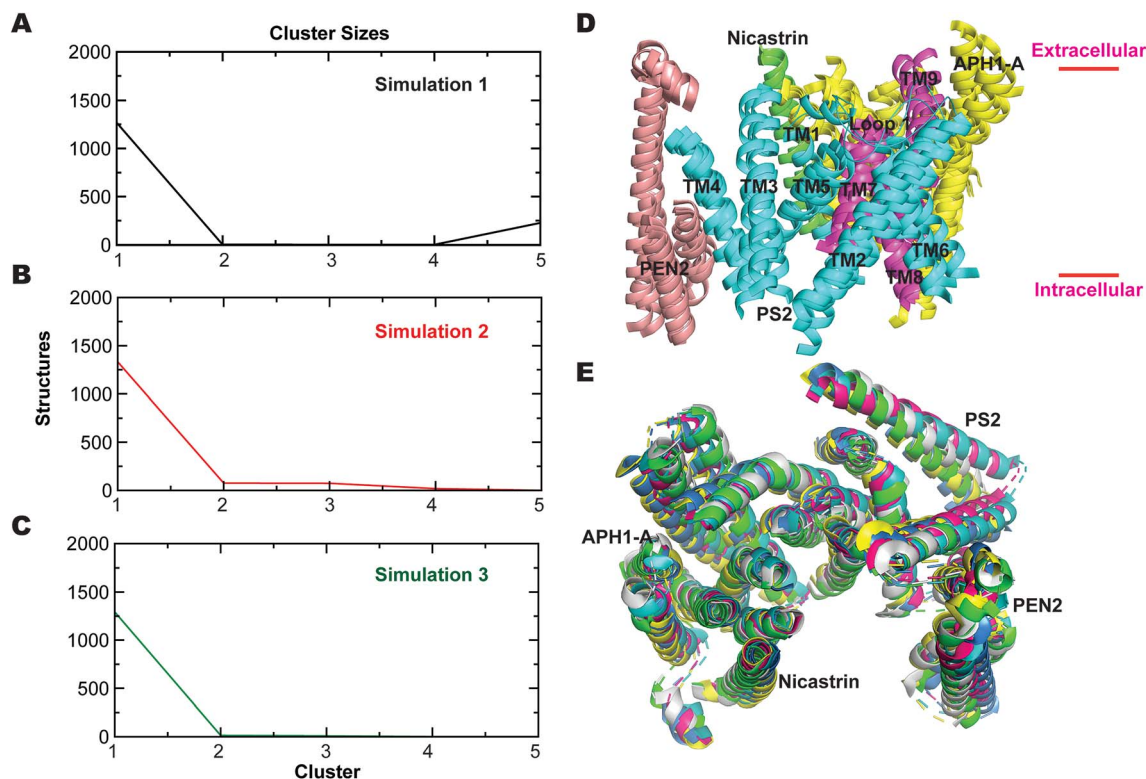 A
Cluster Sizes
2000
1500
1000
500
0
Simulation 1
1 2 3 4 5
B
2000
1500
1000
500
0
Simulation 2
Structures
1 2 3 4 5
C
2000
1500
1000
500
0
Simulation 3
1 2 3 4 5
Cluster
D
Nicastrin
Extracellular
APH1-A
TM9
Loop 1
TM1
TM4
TM3
TM5
TM7
PEN2
TM2
TM6
TM8
PS2
Intracellular
E
PS2
APH1-A
PEN2
Nicastrin